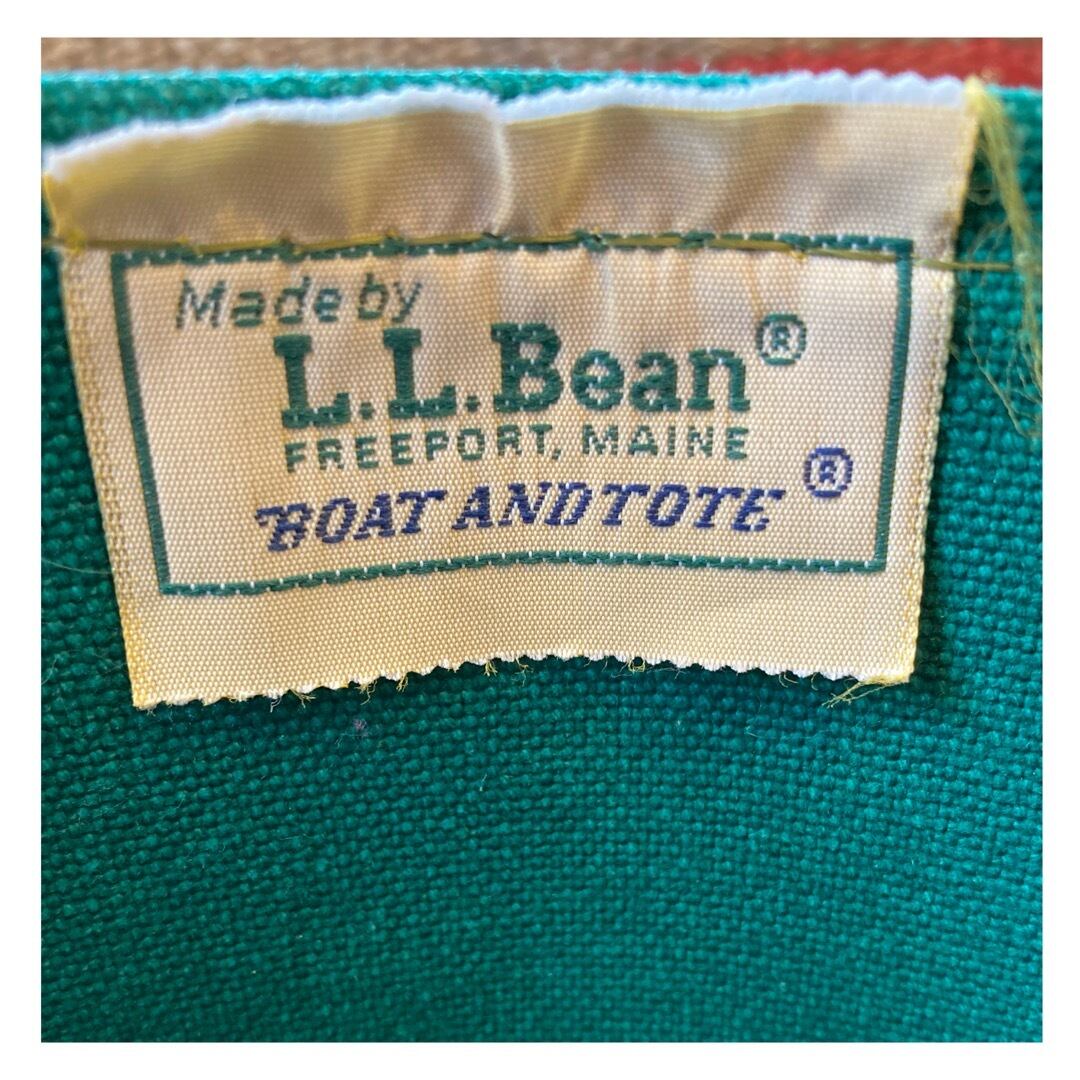 Made by
L.L.Bean®
FREEPORT, MAINE
BOAT AND TOTE ®